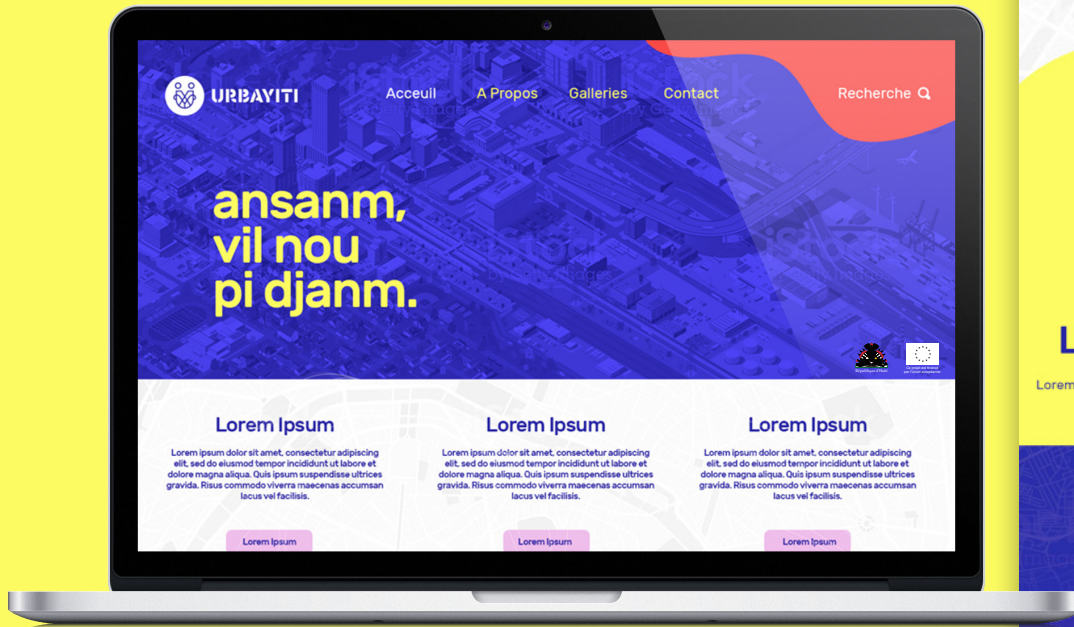 URBAYITI
Acceuil
A Propos
Galleries
Contact
Recherche
iStock
by Getty Images
ansanm,
vil nou
pi djanm.
République d'Haïti
Lorem Ipsum
Lorem ipsum dolor sit amet, consectetur adipiscing
elit, sed do eiusmod tempor incididunt ut labore et
dolore magna aliqua. Quis ipsum suspendisse ultrices
gravida. Risus commodo viverra maecenas accumsan
lacus vel facilisis.
Lorem Ipsum
Lorem Ipsum
Lorem ipsum dolor sit amet, consectetur adipiscing
elit, sed do eiusmod tempor incididunt ut labore et
dolore magna aliqua. Quis ipsum suspendisse ultrices
gravida. Risus commodo viverra maecenas accumsan
lacus vel facilisis.
Lorem Ipsum
Lorem Ipsum
Lorem ipsum dolor sit amet, consectetur adipiscing
elit, sed do eiusmod tempor incididunt ut labore et
dolore magna aliqua. Quis ipsum suspendisse ultrices
gravida. Risus commodo viverra maecenas accumsan
lacus vel facilisis.
Lorem Ipsum
L
Lorem